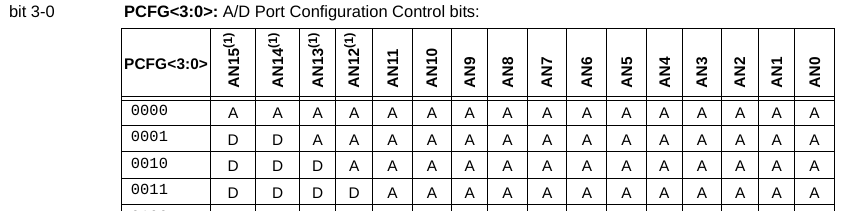 bit 3-0 PCFG<3:0>: A/D Port Configuration Control bits:
PCFG<3:0> AN15(1) AN14(1) AN13(1) AN12(1) AN11 AN10 AN9 AN8 AN7 AN6 AN5 AN4 AN3 AN2 AN1 AN0
0000 A A A A A A A A A A A A A A A A
0001 D D A A A A A A A A A A A A A A
0010 D D D A A A A A A A A A A A A A
0011 D D D D A A A A A A A A A A A A